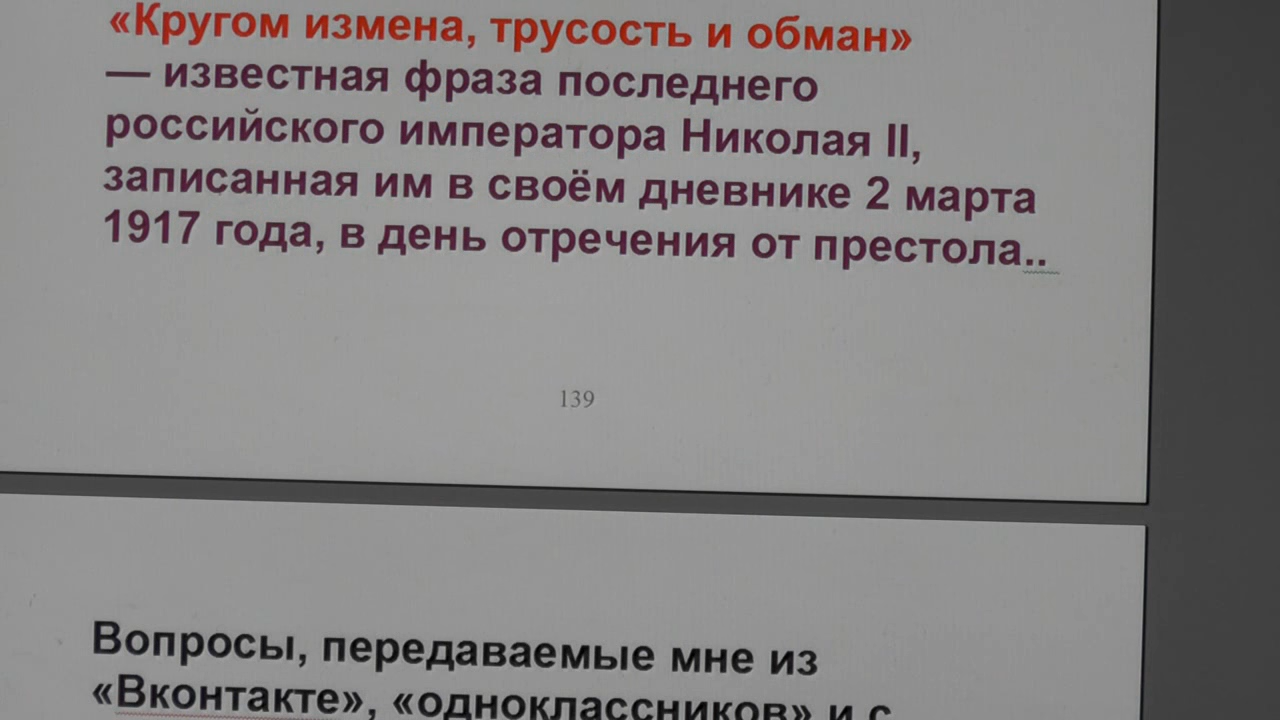 «Кругом измена, трусость и обман»
— известная фраза последнего
российского императора Николая II,
записанная им в своём дневнике 2 марта
1917 года, в день отречения от престола..
139
Вопросы, передаваемые мне из
«Вконтакте», «одноклассников» и с